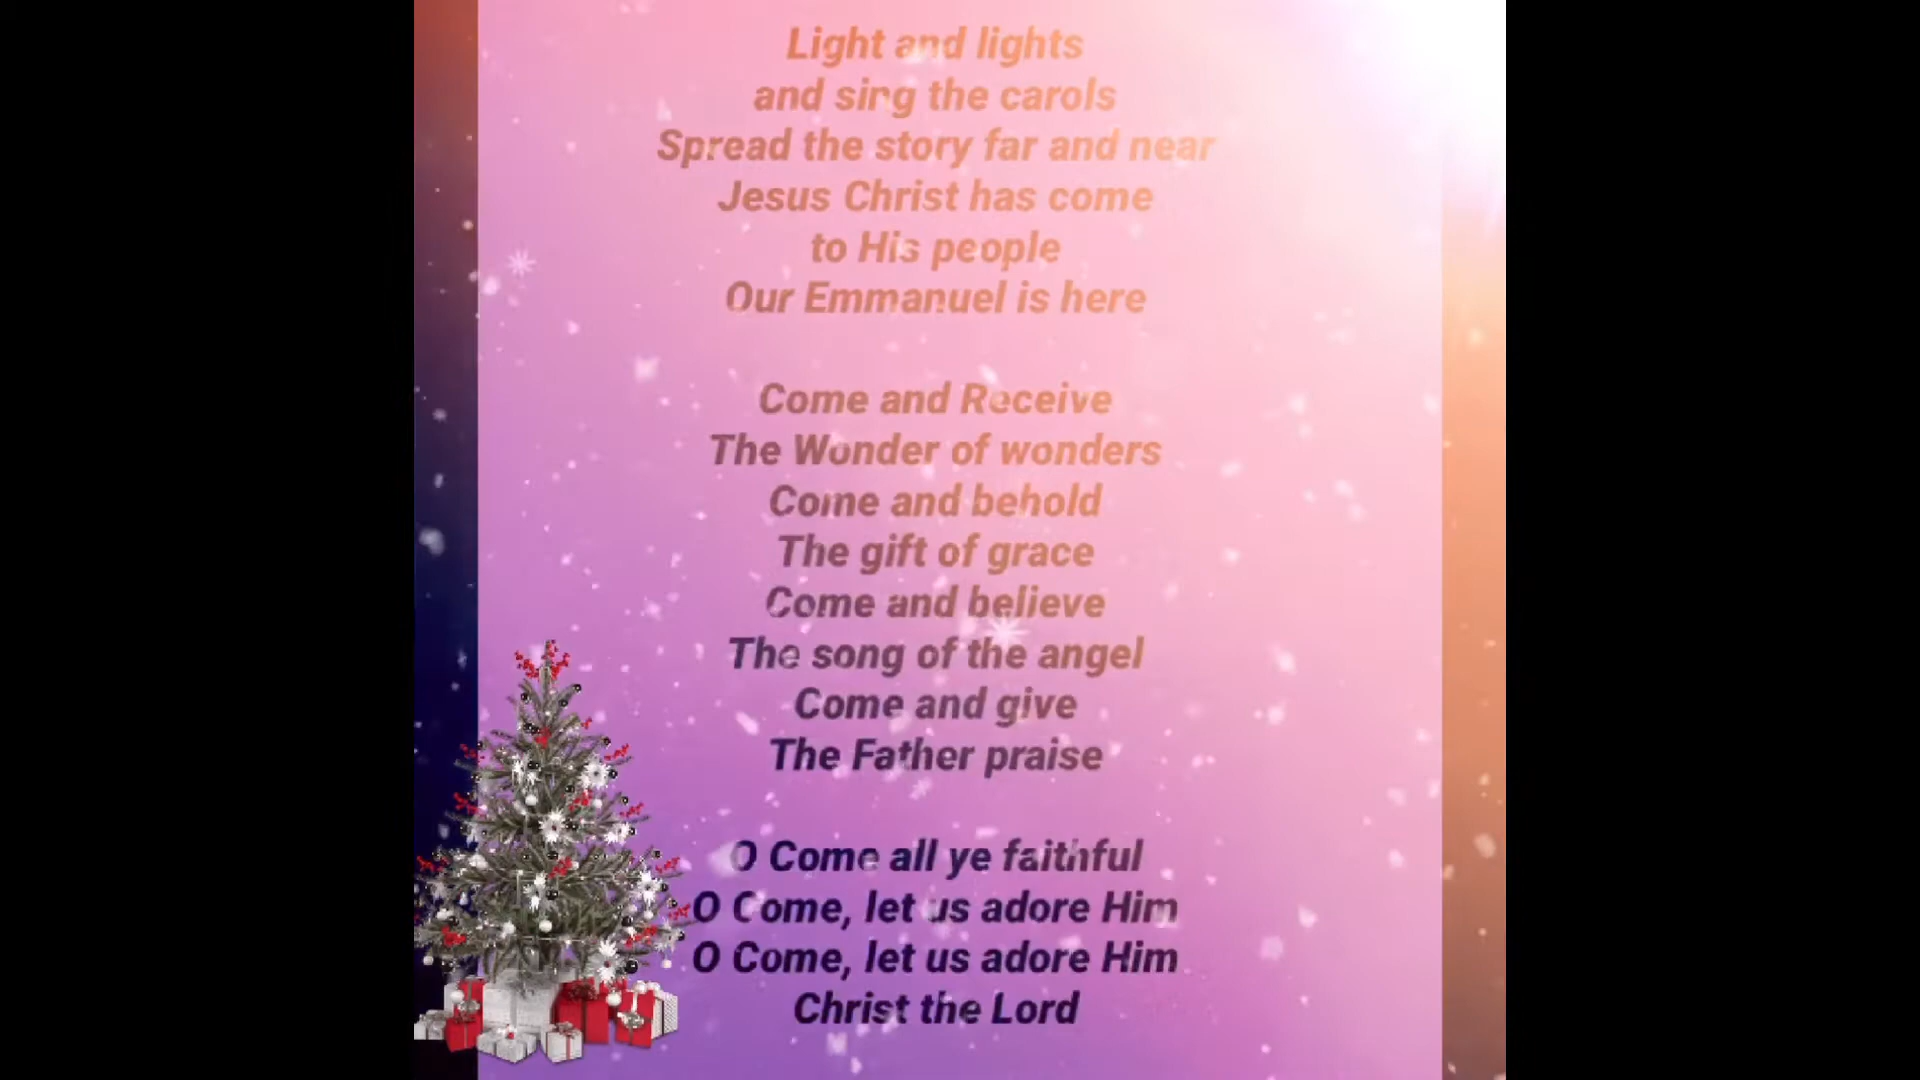 Light and lights
and sing the carols
Spread the story far and near
Jesus Christ has come
to His people
Our Emmanuel is here
Come and Receive
The Wonder of wonders
Come and behold
The gift of grace
Come and believe
The song of the angel
Come and give
The Father praise
O Come all ye faithful
O Come, let us adore Him
O Come, let us adore Him
Christ the Lord